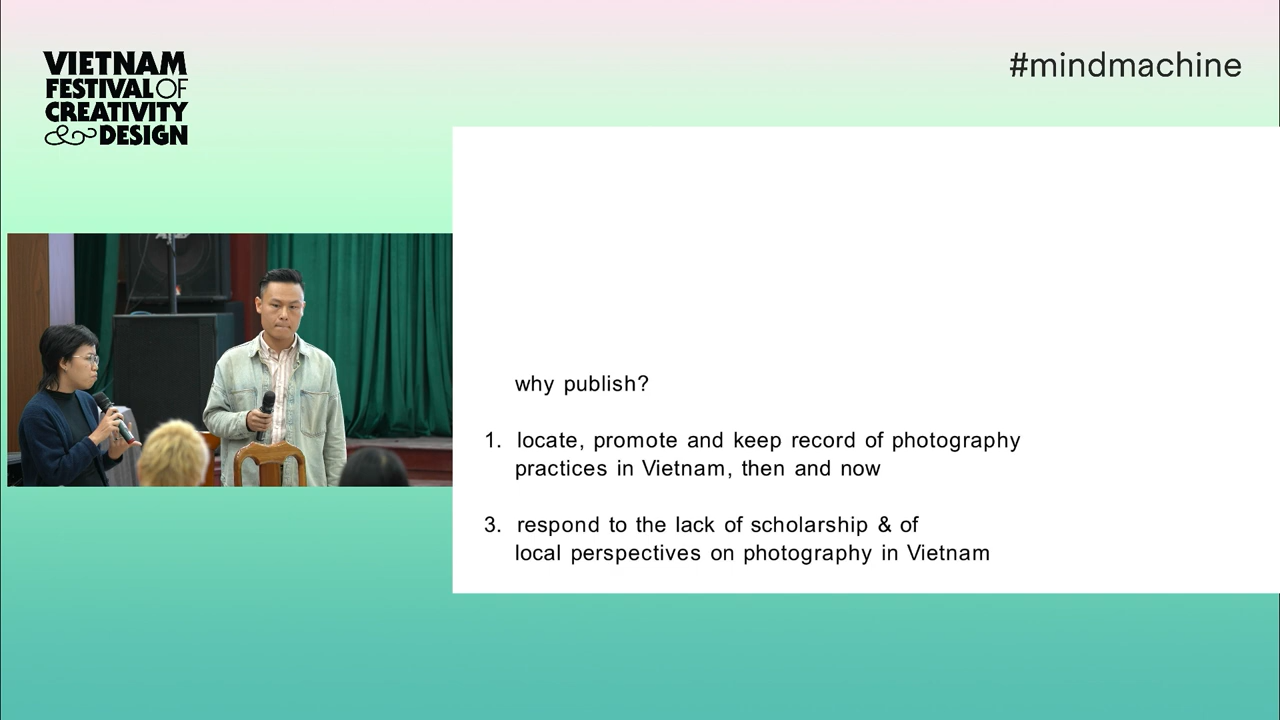 VIETNAM
FESTIVAL OF
CREATIVITY
& DESIGN
#mindmachine
why publish?
1. locate, promote and keep record of photography
practices in Vietnam, then and now
3. respond to the lack of scholarship & of
local perspectives on photography in Vietnam